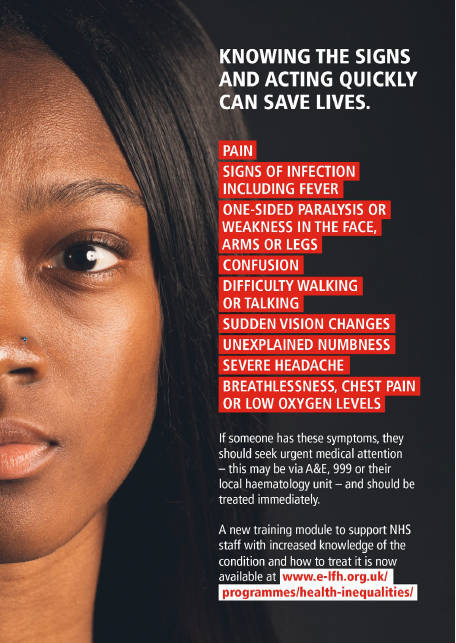 KNOWING THE SIGNS
AND ACTING QUICKLY
CAN SAVE LIVES.
PAIN
SIGNS OF INFECTION
INCLUDING FEVER
ONE-SIDED PARALYSIS OR
WEAKNESS IN THE FACE,
ARMS OR LEGS
CONFUSION
DIFFICULTY WALKING
OR TALKING
SUDDEN VISION CHANGES
UNEXPLAINED NUMBNESS
SEVERE HEADACHE
BREATHLESSNESS, CHEST PAIN
OR LOW OXYGEN LEVELS
If someone has these symptoms, they
should seek urgent medical attention
– this may be via A&E, 999 or their
local haematology unit – and should be
treated immediately.
A new training module to support NHS
staff with increased knowledge of the
condition and how to treat it is now
available at www.e-lfh.org.uk/
programmes/health-inequalities/